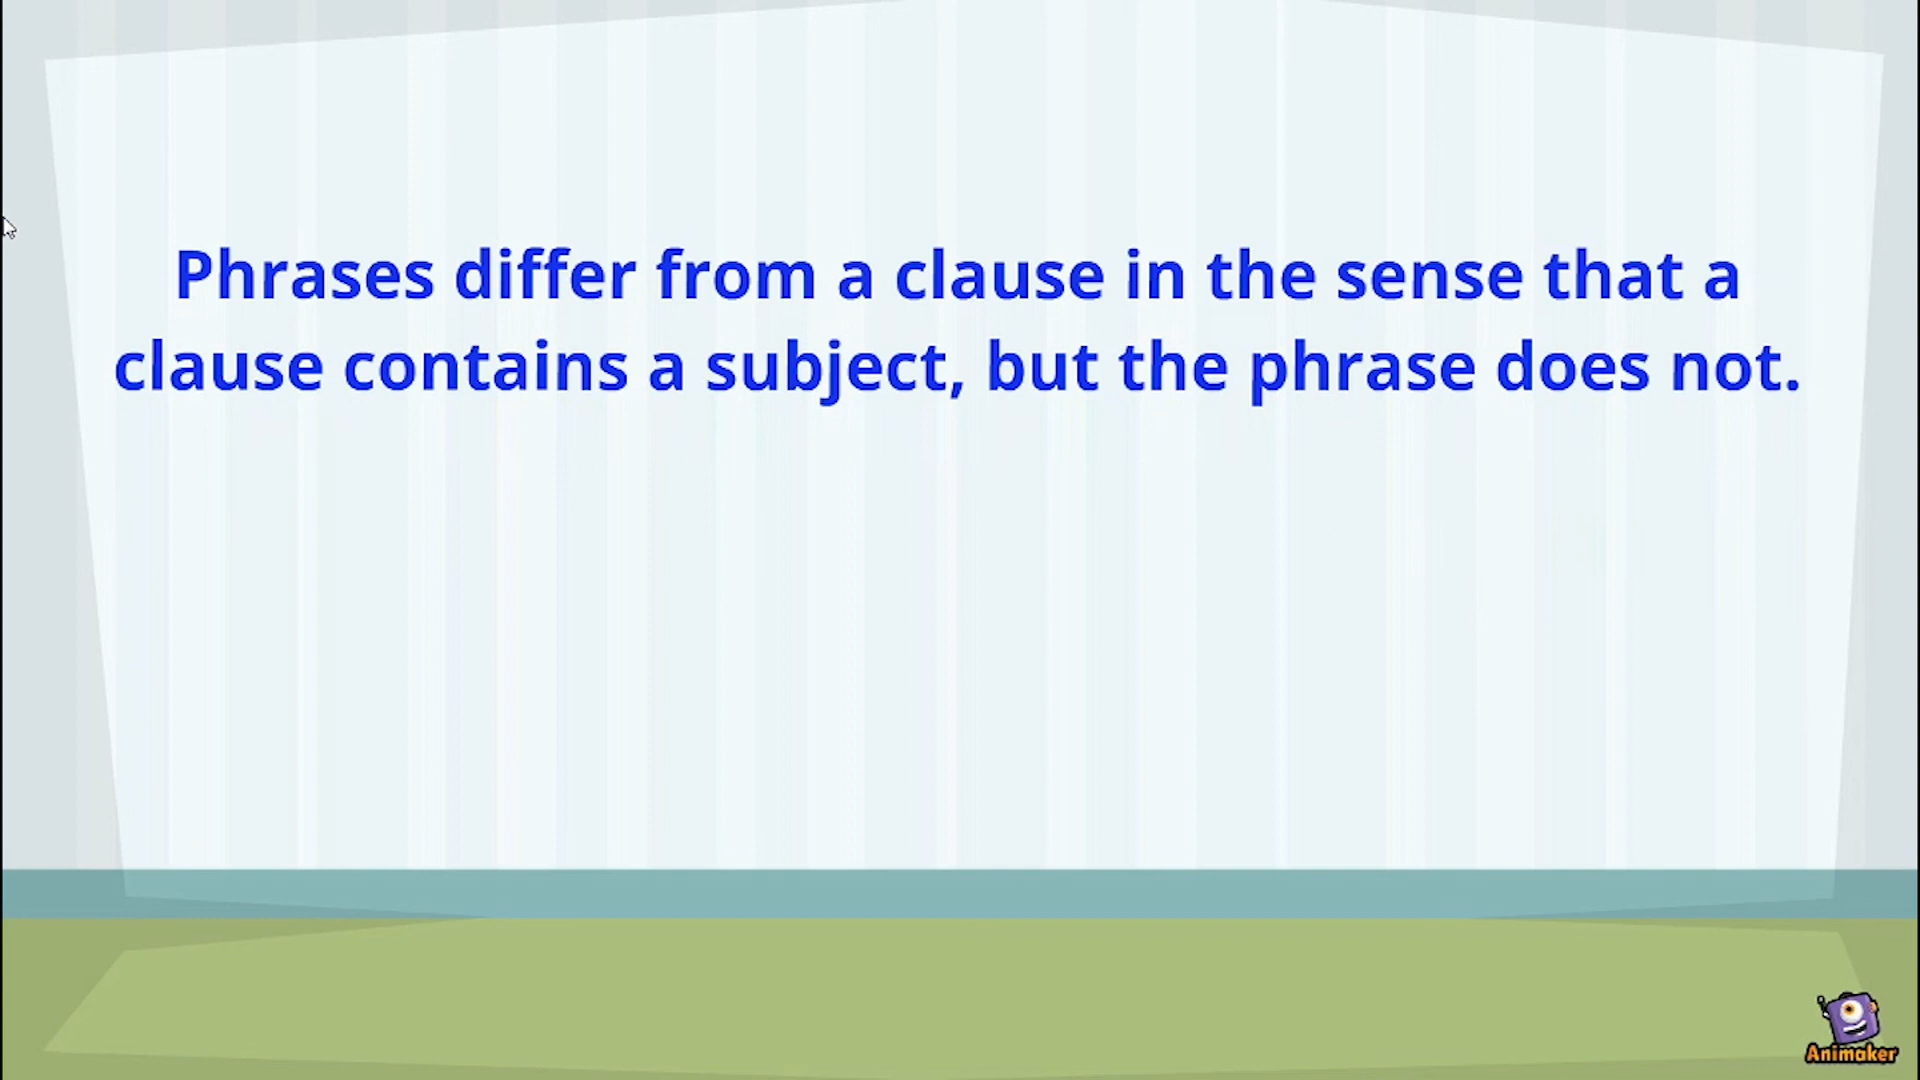 Phrases differ from a clause in the sense that a
clause contains a subject, but the phrase does not.
Animaker